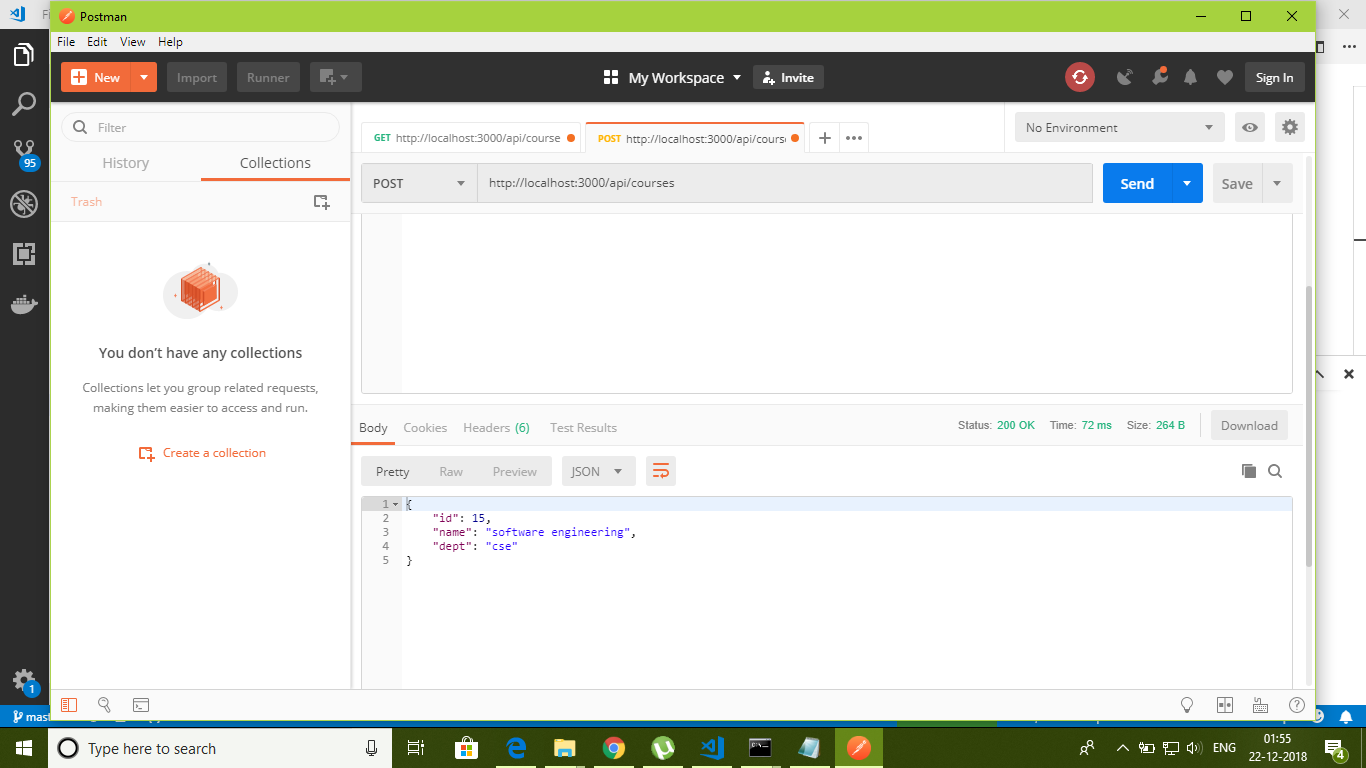 Postman
File Edit View Help
New Import Runner My Workspace Invite Sign In
Filter
History Collections
Trash
You don't have any collections
Collections let you group related requests,
making them easier to access and run.
Create a collection
GET http://localhost:3000/api/course POST http://localhost:3000/api/cours No Environment
POST http://localhost:3000/api/courses Send Save
Body Cookies Headers (6) Test Results Status: 200 OK Time: 72 ms Size: 264 B Download
Pretty Raw Preview JSON
1 {
2 "id": 15,
3 "name": "software engineering",
4 "dept": "cse"
5 }
95
1
mast
Type here to search
ENG
01:55
22-12-2018
4